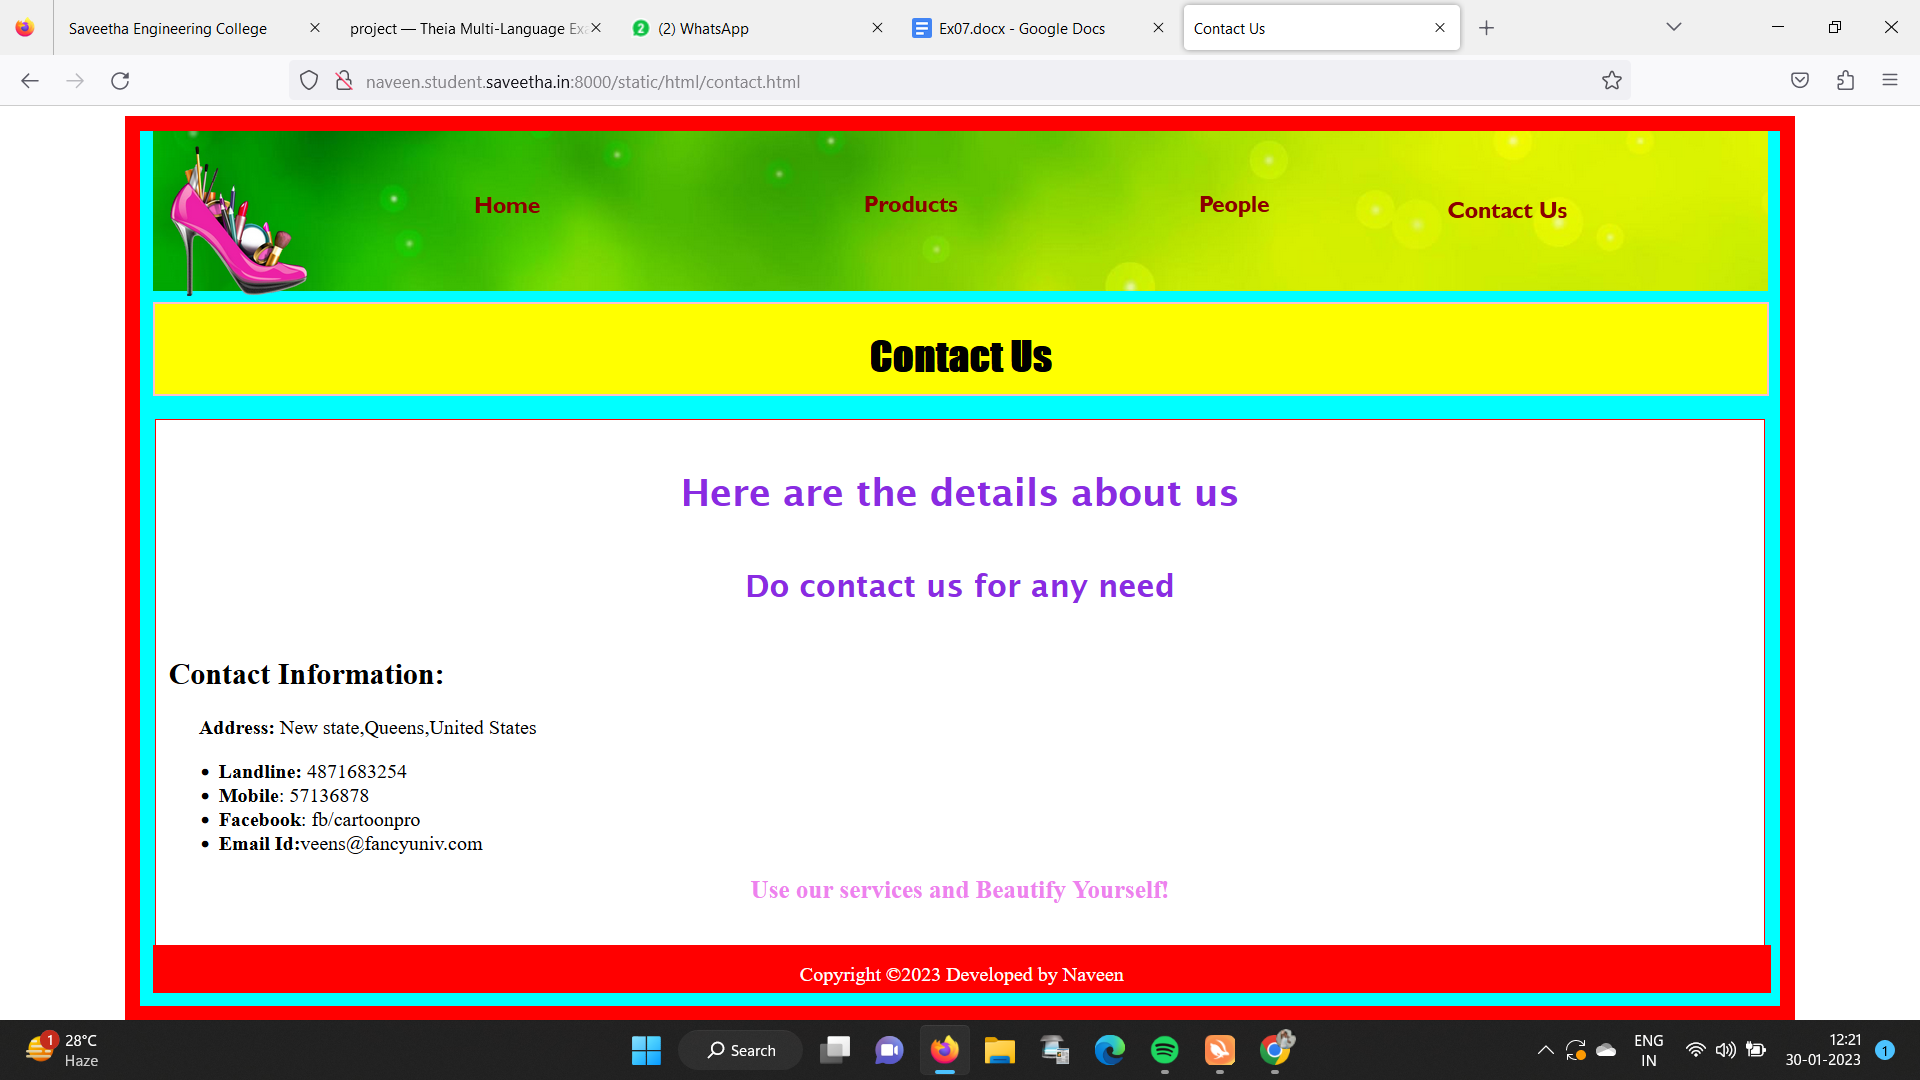 Saveetha Engineering College
project — Theia Multi-Language Ex
2 (2) WhatsApp
Ex07.docx - Google Docs
Contact Us
naveen.student.saveetha.in:8000/static/html/contact.html
Home
Products
People
Contact Us
Contact Us
Here are the details about us
Do contact us for any need
Contact Information:
Address: New state,Queens,United States
• Landline: 4871683254
• Mobile: 57136878
• Facebook: fb/cartoonpro
• Email Id:veens@fancyuniv.com
Use our services and Beautify Yourself!
Copyright ©2023 Developed by Naveen
1
28°C
Haze
Search
ENG
IN
12:21
30-01-2023
1